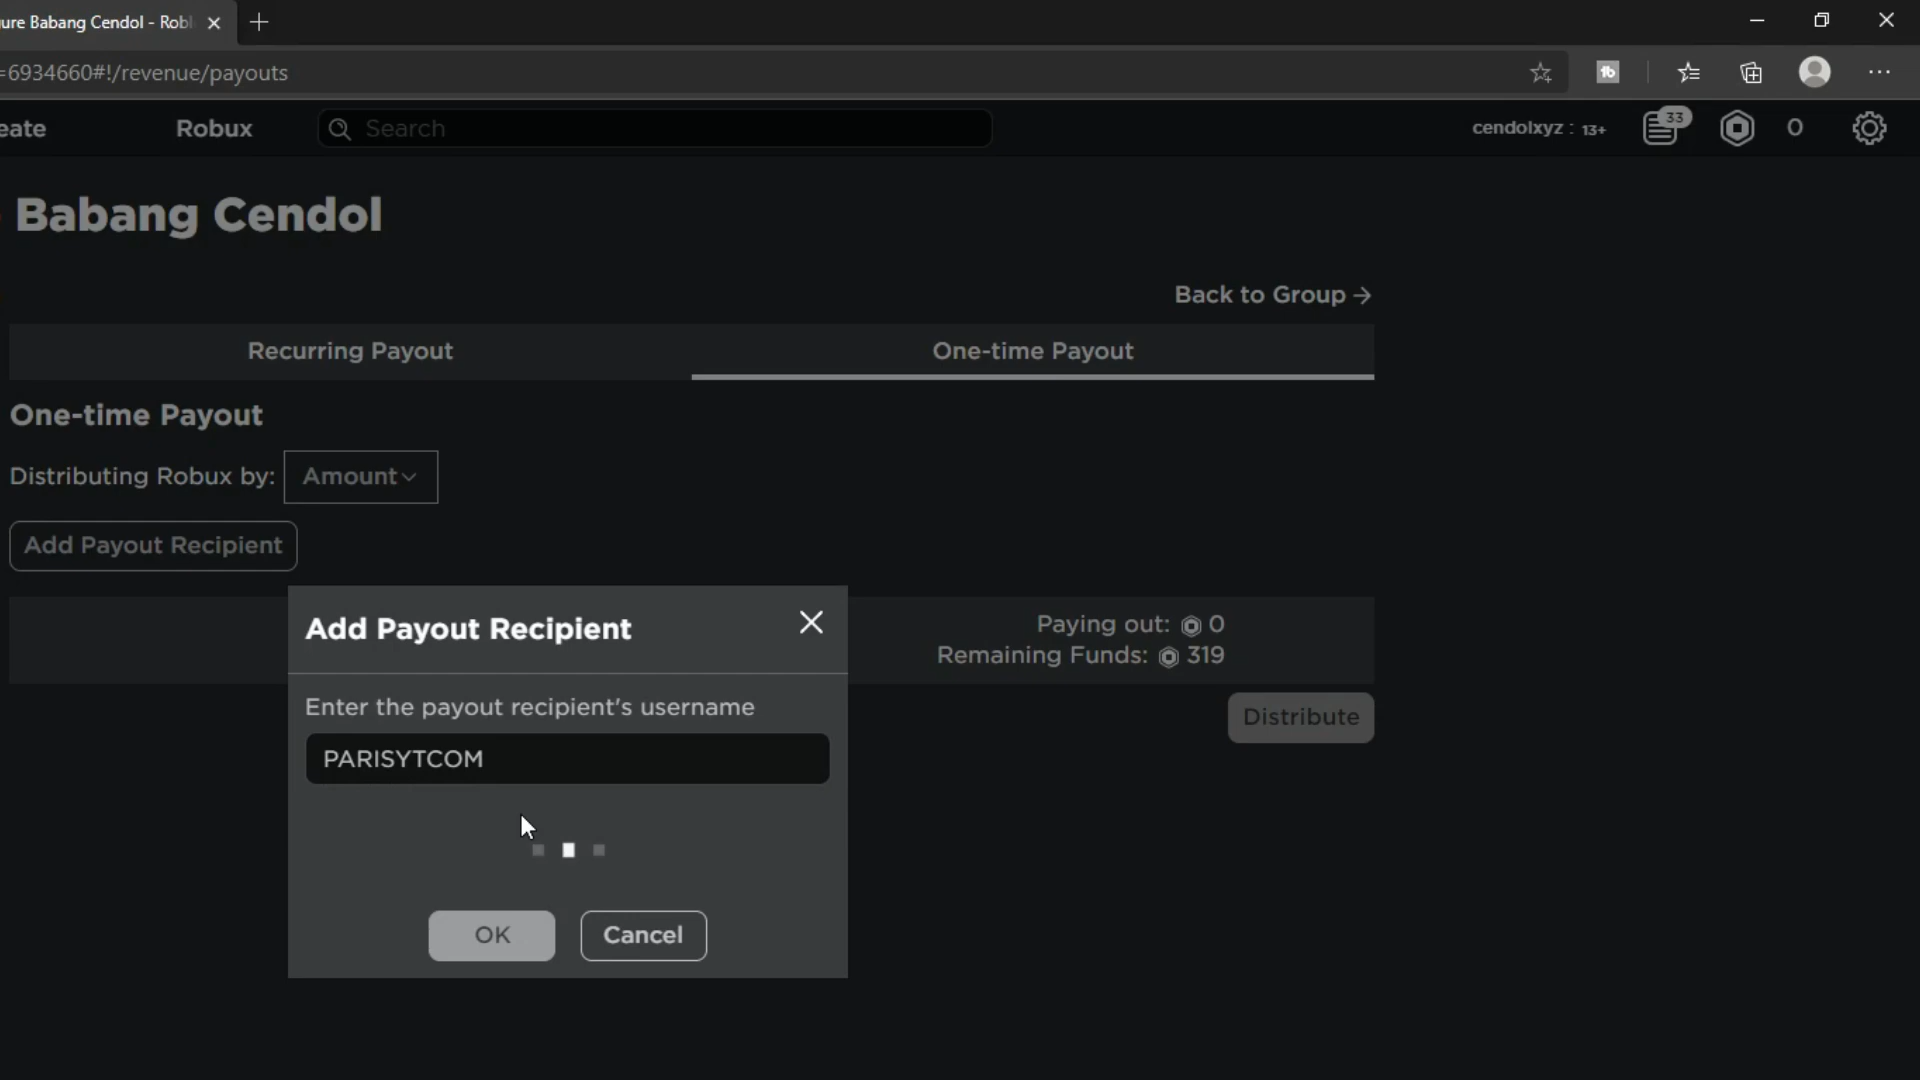 ure Babang Cendol - Robl
=6934660#!/revenue/payouts
eate
Robux
Search
cendolxyz : 13+
33
0
Babang Cendol
Back to Group →
Recurring Payout
One-time Payout
One-time Payout
Distributing Robux by:
Amount
Add Payout Recipient
Paying out: 0
Remaining Funds: 319
Distribute
Add Payout Recipient
Enter the payout recipient's username
PARISYTCOM
OK
Cancel